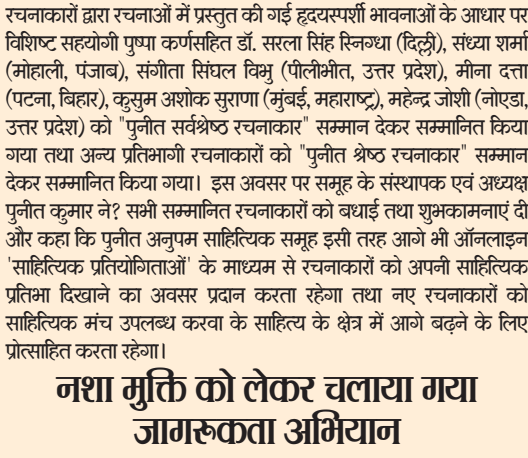 रचनाकारों द्वारा रचनाओं में प्रस्तुत की गई हृदयस्पर्शी भावनाओं के आधार पर
विशिष्ट सहयोगी पुष्पा कर्णसहित डॉ. सरला सिंह स्निग्धा (दिल्ली), संध्या शर्मा
(मोहाली, पंजाब), संगीता सिंघल विभु (पीलीभीत, उत्तर प्रदेश), मीना दत्ता
(पटना, बिहार), कुसुम अशोक सुराणा (मुंबई, महाराष्ट्र), महेन्द्र जोशी (नोएडा,
उत्तर प्रदेश) को "पुनीत सर्वश्रेष्ठ रचनाकार" सम्मान देकर सम्मानित किया
गया तथा अन्य प्रतिभागी रचनाकारों को "पुनीत श्रेष्ठ रचनाकार" सम्मान
देकर सम्मानित किया गया। इस अवसर पर समूह के संस्थापक एवं अध्यक्ष
पुनीत कुमार ने? सभी सम्मानित रचनाकारों को बधाई तथा शुभकामनाएं दी
और कहा कि पुनीत अनुपम साहित्यिक समूह इसी तरह आगे भी ऑनलाइन
'साहित्यिक प्रतियोगिताओं' के माध्यम से रचनाकारों को अपनी साहित्यिक
प्रतिभा दिखाने का अवसर प्रदान करता रहेगा तथा नए रचनाकारों को
साहित्यिक मंच उपलब्ध करवा के साहित्य के क्षेत्र में आगे बढ़ने के लिए
प्रोत्साहित करता रहेगा।
नशा मुक्ति को लेकर चलाया गया
जागरूकता अभियान